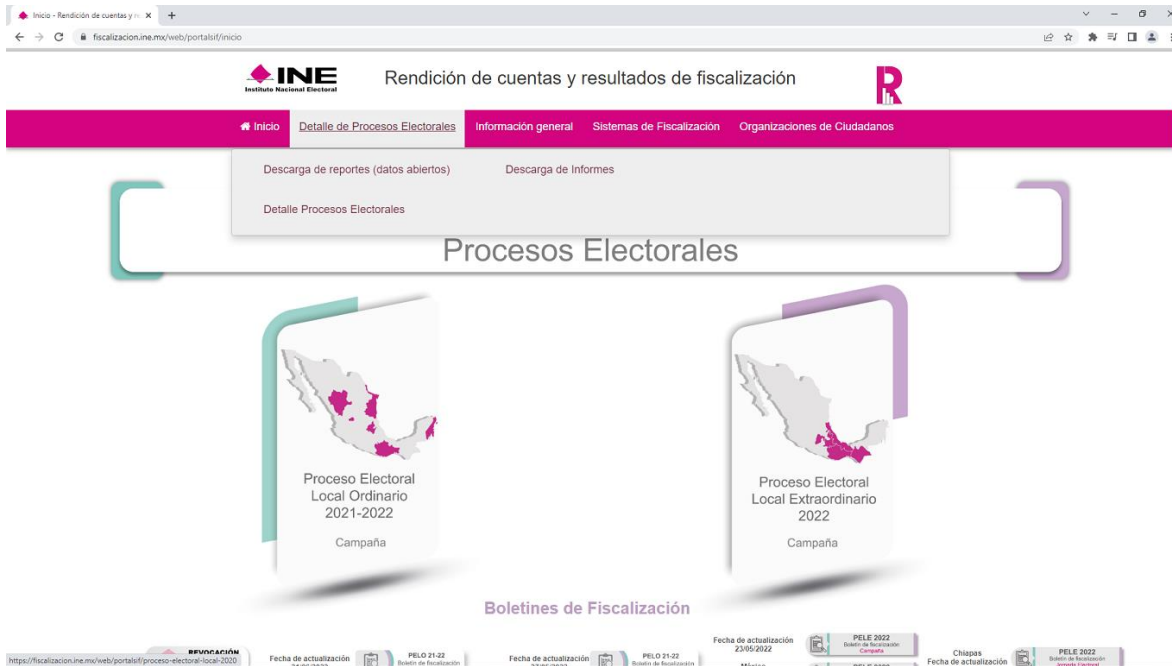 Inicio - Rendición de cuentas y re
fiscalizacion.ine.mx/web/portalsif/inicio
INE
Instituto Nacional Electoral
Rendición de cuentas y resultados de fiscalización
R
Inicio Detalle de Procesos Electorales Información general Sistemas de Fiscalización Organizaciones de Ciudadanos
Descarga de reportes (datos abiertos) Descarga de Informes
Detalle Procesos Electorales
Procesos Electorales
Proceso Electoral
Local Ordinario
2021-2022
Campaña
Proceso Electoral
Local Extraordinario
2022
Campaña
Boletines de Fiscalización
REVOCACIÓN
Fecha de actualización
PELO 21-22
Boletín de fiscalización
Fecha de actualización
PELO 21-22
Boletín de fiscalización
Fecha de actualización
23/05/2022
México
PELE 2022
Boletín de fiscalización
Campaña
PELE 2022
Chiapas
Fecha de actualización
PELE 2022
Boletín de fiscalización
Jornada Electoral
https://fiscalizacion.ine.mx/web/portalsif/proceso-electoral-local-2020